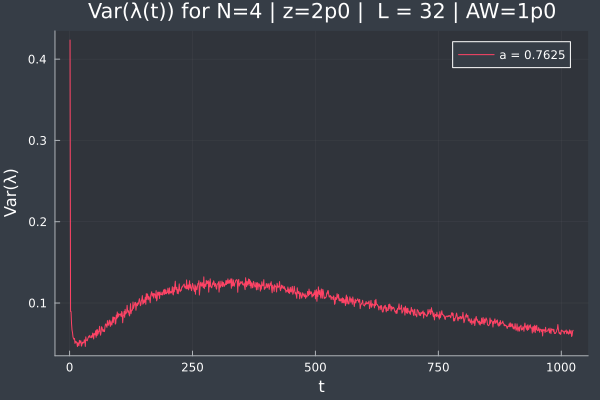 Var(λ(t)) for N=4 | z=2p0 |  L = 32 | AW=1p0
a = 0.7625
Var(λ)
0.4
0.3
0.2
0.1
0 250 500 750 1000
t